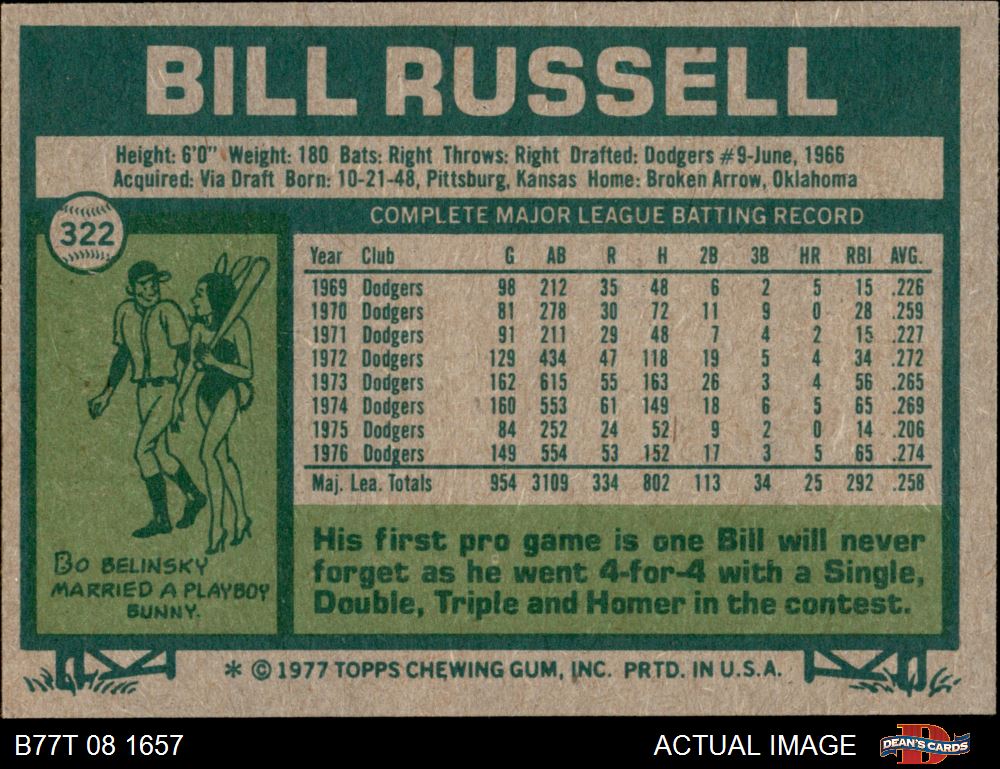 BILL RUSSELL
Height: 6'0" Weight: 180 Bats: Right Throws: Right Drafted: Dodgers #9-June, 1966
Acquired: Via Draft Born: 10-21-48, Pittsburg, Kansas Home: Broken Arrow, Oklahoma
322
COMPLETE MAJOR LEAGUE BATTING RECORD
Year Club G AB R H 2B 3B HR RBI AVG.
1969 Dodgers 98 212 35 48 6 2 5 15 .226
1970 Dodgers 81 278 30 72 11 9 0 28 .259
1971 Dodgers 91 211 29 48 7 4 2 15 .227
1972 Dodgers 129 434 47 118 19 5 4 34 .272
1973 Dodgers 162 615 55 163 26 3 4 56 .265
1974 Dodgers 160 553 61 149 18 6 5 65 .269
1975 Dodgers 84 252 24 52 9 2 0 14 .206
1976 Dodgers 149 554 53 152 17 3 5 65 .274
Maj. Lea. Totals 954 3109 334 802 113 34 25 292 .258
BO BELINSKY
MARRIED A PLAYBOY
BUNNY.
His first pro game is one Bill will never
forget as he went 4-for-4 with a Single,
Double, Triple and Homer in the contest.
* © 1977 TOPPS CHEWING GUM, INC. PRTD. IN U.S.A.
B77T 08 1657
ACTUAL IMAGE
DEAN'S CARDS